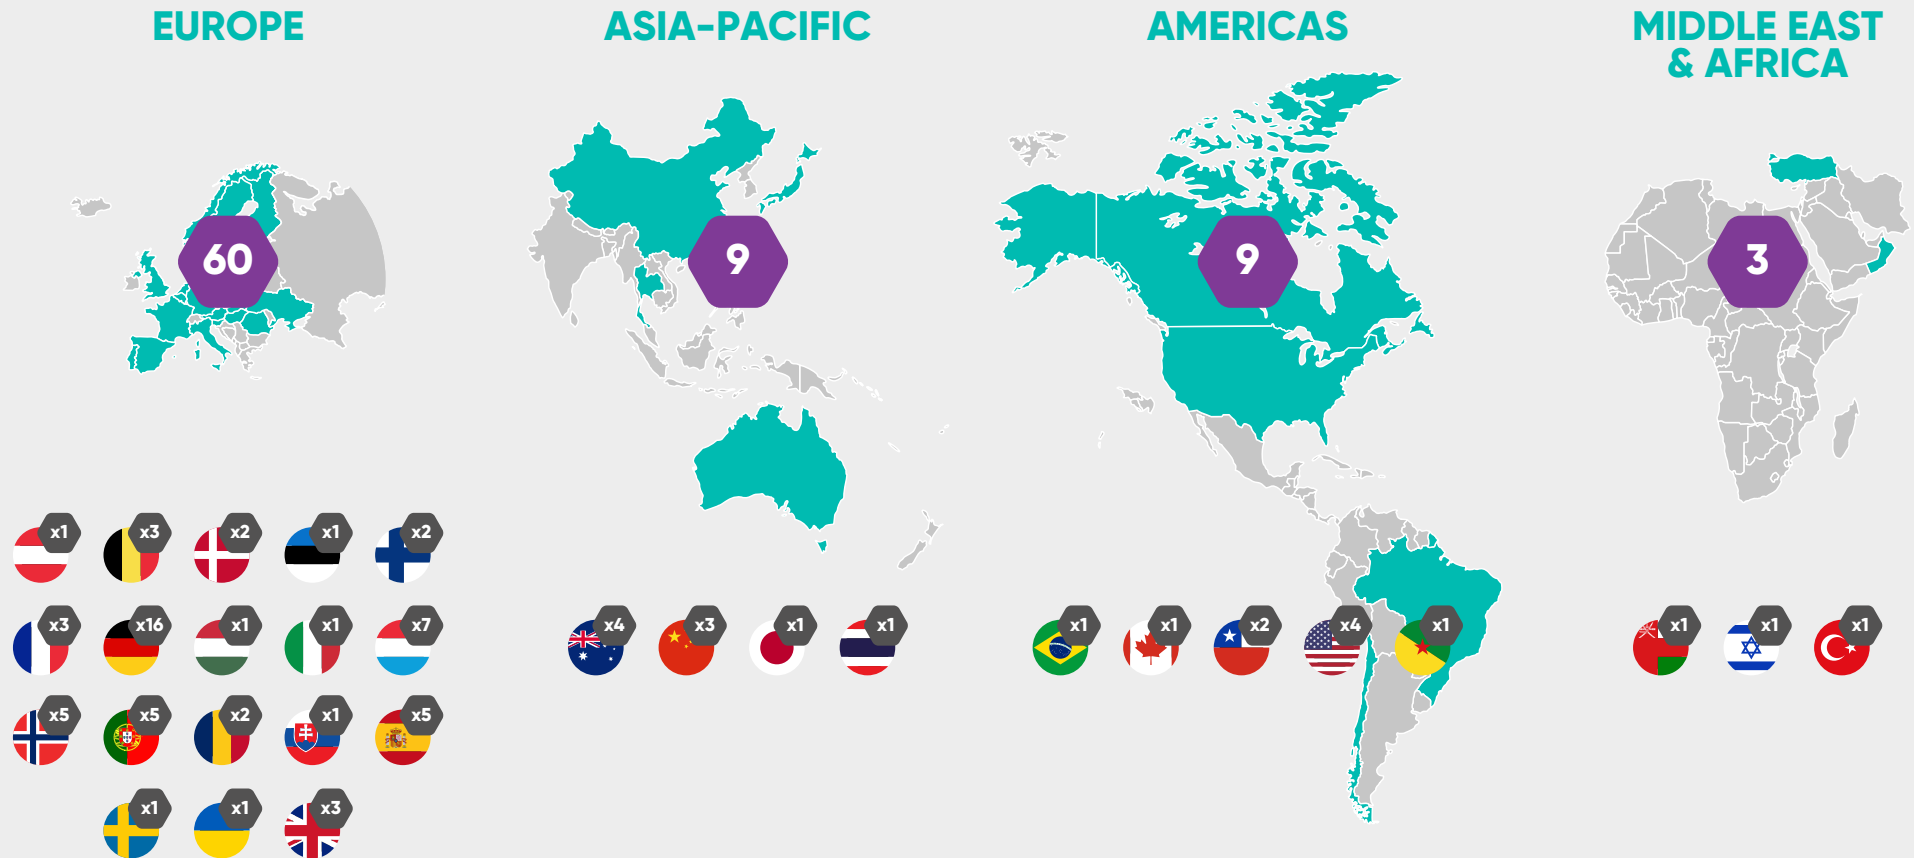 EUROPE
ASIA-PACIFIC
AMERICAS
MIDDLE EAST
& AFRICA
60
9
9
3
x1
x3
x2
x1
x2
x3
x16
x1
x1
x7
x5
x5
x2
x1
x5
x1
x1
x3
x4
x3
x1
x1
x1
x1
x2
x4
x1
x1
x1
x1